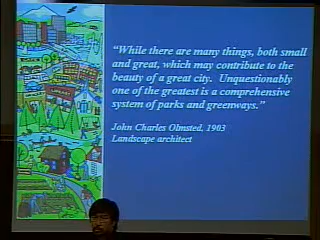 "While there are many things, both small
and great, which may contribute to the
beauty of a great city. Unquestionably
one of the greatest is a comprehensive
system of parks and greenways."
John Charles Olmsted, 1903
Landscape architect